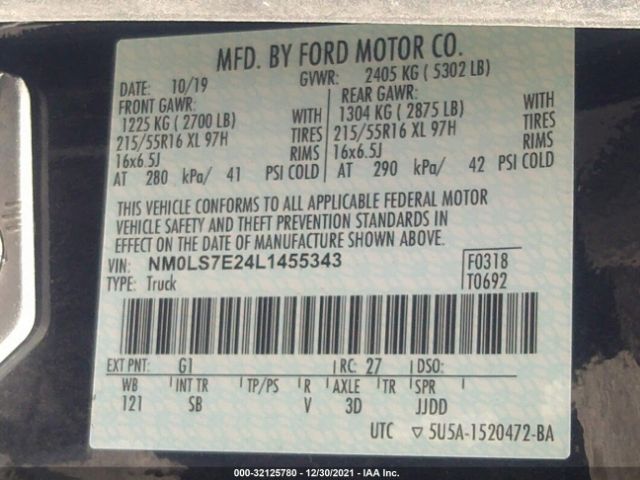 MFD. BY FORD MOTOR CO.
DATE: 10/19 GVWR: 2405 KG ( 5302 LB)
FRONT GAWR: REAR GAWR:
1225 KG ( 2700 LB) WITH 1304 KG ( 2875 LB) WITH
215/55R16 XL 97H TIRES 215/55R16 XL 97H TIRES
16x6.5J RIMS 16x6.5J RIMS
AT 280 kPa/ 41 PSI COLD AT 290 kPa/ 42 PSI COLD
THIS VEHICLE CONFORMS TO ALL APPLICABLE FEDERAL MOTOR
VEHICLE SAFETY AND THEFT PREVENTION STANDARDS IN
EFFECT ON THE DATE OF MANUFACTURE SHOWN ABOVE.
VIN: NM0LS7E24L1455343 F0318
TYPE: Truck T0692
EXT PNT: G1 RC: 27 DSO:
WB INT TR TP/PS R AXLE TR SPR
121 SB V 3D JJDD
UTC ▽ 5U5A-1520472-BA
000-32125780 - 12/30/2021 - IAA Inc.